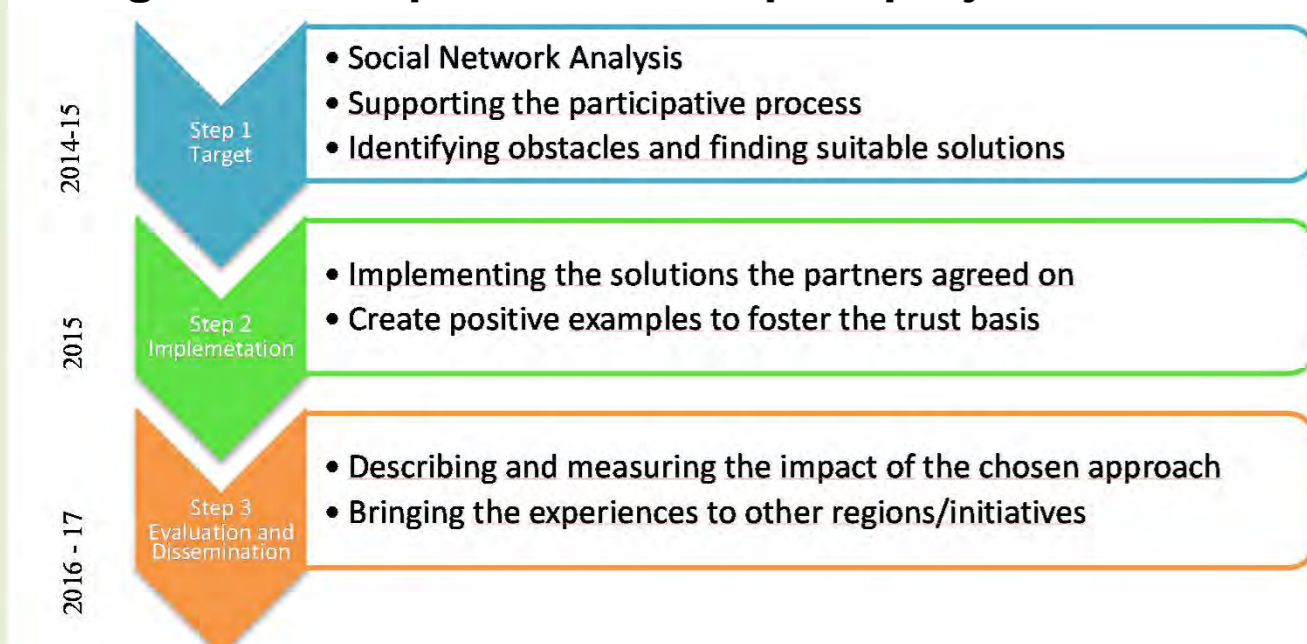 2014-15
Step 1
Target
• Social Network Analysis
• Supporting the participative process
• Identifying obstacles and finding suitable solutions
2015
Step 2
Implemetation
• Implementing the solutions the partners agreed on
• Create positive examples to foster the trust basis
2016 - 17
Step 3
Evaluation and
Dissemination
• Describing and measuring the impact of the chosen approach
• Bringing the experiences to other regions/initiatives